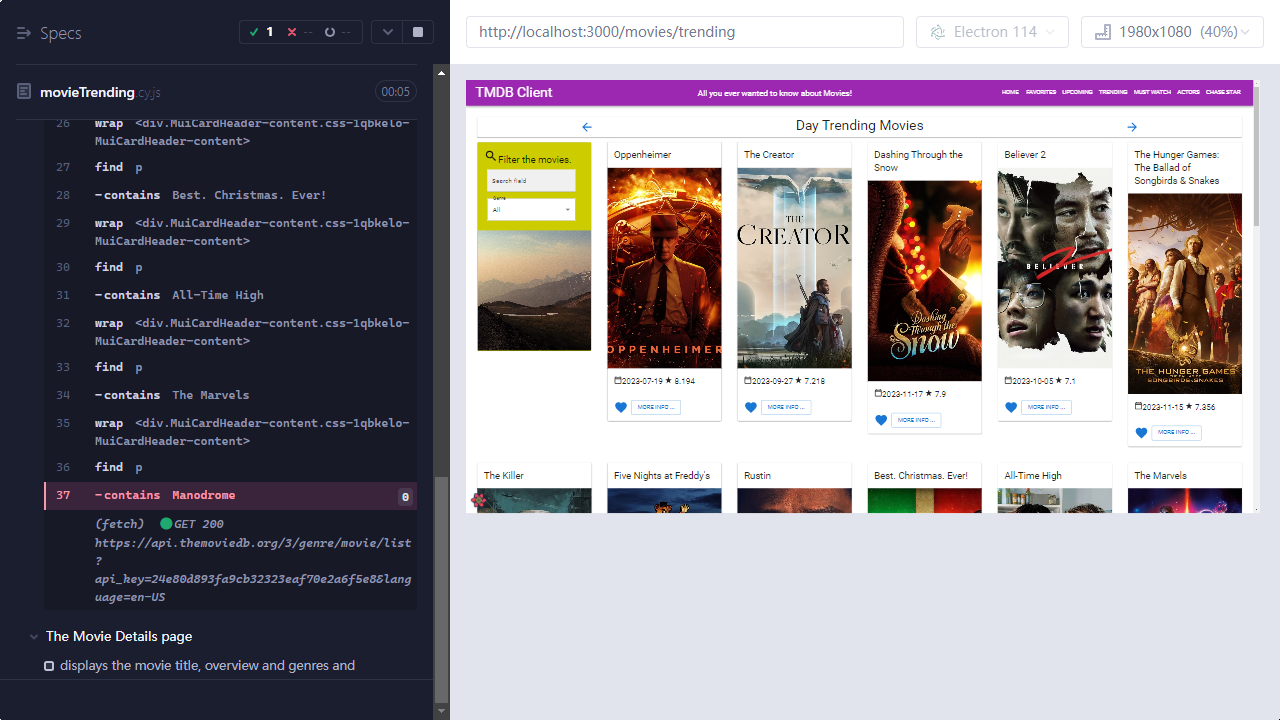 Specs
1
--
--
movieTrending.cy.js
00:05
26 wrap <div.MuiCardHeader-content.css-1qbkelo-
MuiCardHeader-content>
27 find p
28 -contains Best. Christmas. Ever!
29 wrap <div.MuiCardHeader-content.css-1qbkelo-
MuiCardHeader-content>
30 find p
31 -contains All-Time High
32 wrap <div.MuiCardHeader-content.css-1qbkelo-
MuiCardHeader-content>
33 find p
34 -contains The Marvels
35 wrap <div.MuiCardHeader-content.css-1qbkelo-
MuiCardHeader-content>
36 find p
37 -contains Manodrome 0
(fetch) GET 200
https://api.themoviedb.org/3/genre/movie/list
?
api_key=24e80d893fa9cb32323eaf70e2a6f5e8&lang
uage=en-US
The Movie Details page
displays the movie title, overview and genres and
http://localhost:3000/movies/trending
Electron 114
1980x1080 (40%)
TMDB Client
All you ever wanted to know about Movies!
HOME FAVORITES UPCOMING TRENDING MUST WATCH ACTORS CHASE STAR
Day Trending Movies
Filter the movies.
Search field
Genre
All
Oppenheimer
OPPENHEIMER
2023-07-19 ★ 8.194
MORE INFO ...
The Creator
THE
CREATOR
2023-09-27 ★ 7.218
MORE INFO ...
Dashing Through the
Snow
Dashing
Through the
Snow
2023-11-17 ★ 7.9
MORE INFO ...
Believer 2
BELIEVER
2
2023-10-05 ★ 7.1
MORE INFO ...
The Hunger Games:
The Ballad of
Songbirds & Snakes
THE HUNGER GAMES
SONGBIRDS & SNAKES
2023-11-15 ★ 7.356
MORE INFO ...
The Killer
Five Nights at Freddy's
Rustin
Best. Christmas. Ever!
All-Time High
The Marvels